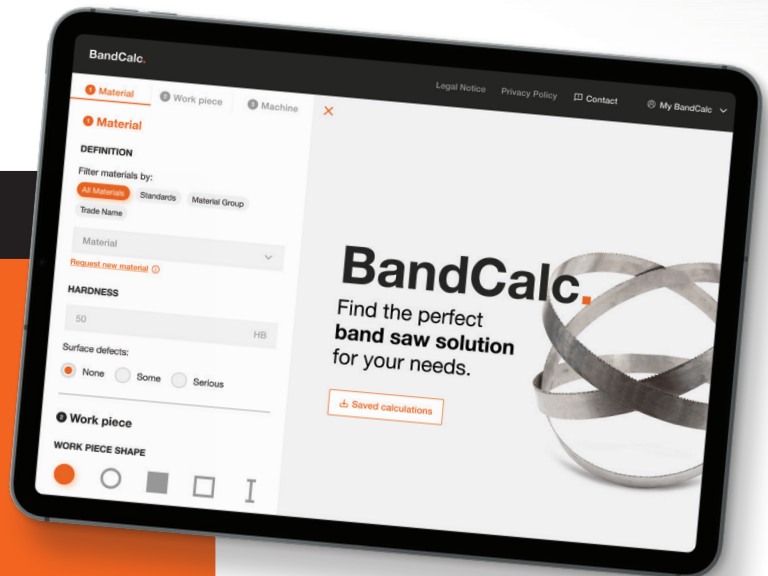 BandCalc.
Legal Notice
Privacy Policy
Contact
My BandCalc
1 Material
2 Work piece
3 Machine
1 Material
DEFINITION
Filter materials by:
All Materials
Standards
Material Group
Trade Name
Material
Request new material
HARDNESS
50
HB
Surface defects:
None
Some
Serious
2 Work piece
WORK PIECE SHAPE
BandCalc.
Find the perfect
band saw solution
for your needs.
Saved calculations